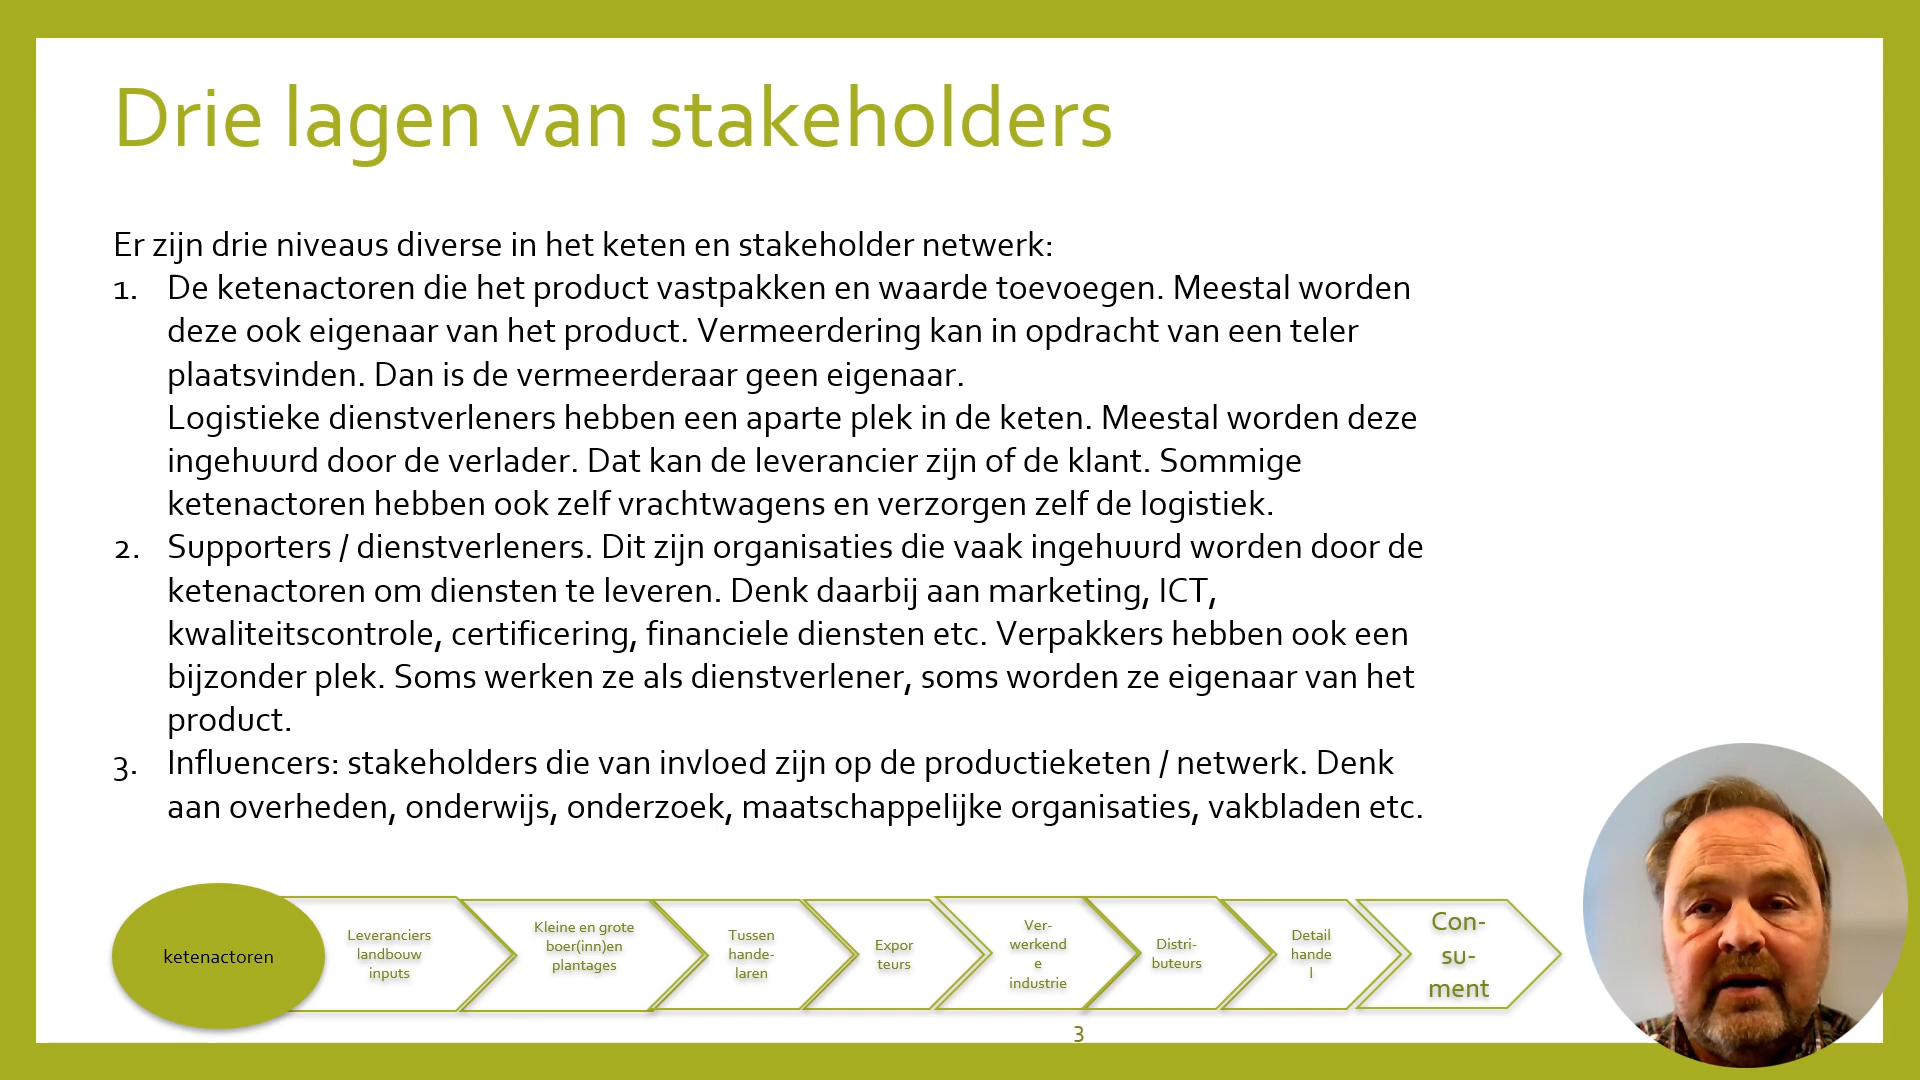 Drie lagen van stakeholders
Er zijn drie niveaus diverse in het keten en stakeholder netwerk:
1. De ketenactoren die het product vastpakken en waarde toevoegen. Meestal worden
deze ook eigenaar van het product. Vermeerdering kan in opdracht van een teler
plaatsvinden. Dan is de vermeerderaar geen eigenaar.
Logistieke dienstverleners hebben een aparte plek in de keten. Meestal worden deze
ingehuurd door de verlader. Dat kan de leverancier zijn of de klant. Sommige
ketenactoren hebben ook zelf vrachtwagens en verzorgen zelf de logistiek.
2. Supporters / dienstverleners. Dit zijn organisaties die vaak ingehuurd worden door de
ketenactoren om diensten te leveren. Denk daarbij aan marketing, ICT,
kwaliteitscontrole, certificering, financiele diensten etc. Verpakkers hebben ook een
bijzonder plek. Soms werken ze als dienstverlener, soms worden ze eigenaar van het
product.
3. Influencers: stakeholders die van invloed zijn op de productieketen / netwerk. Denk
aan overheden, onderwijs, onderzoek, maatschappelijke organisaties, vakbladen etc.
ketenactoren
Leveranciers
landbouw
inputs
Kleine en grote
boer(inn)en
plantages
Tussen
hande-
laren
Expor
teurs
Ver-
werkend
e
industrie
Distri-
buteurs
Detail
hande
l
Con-
su-
ment
3